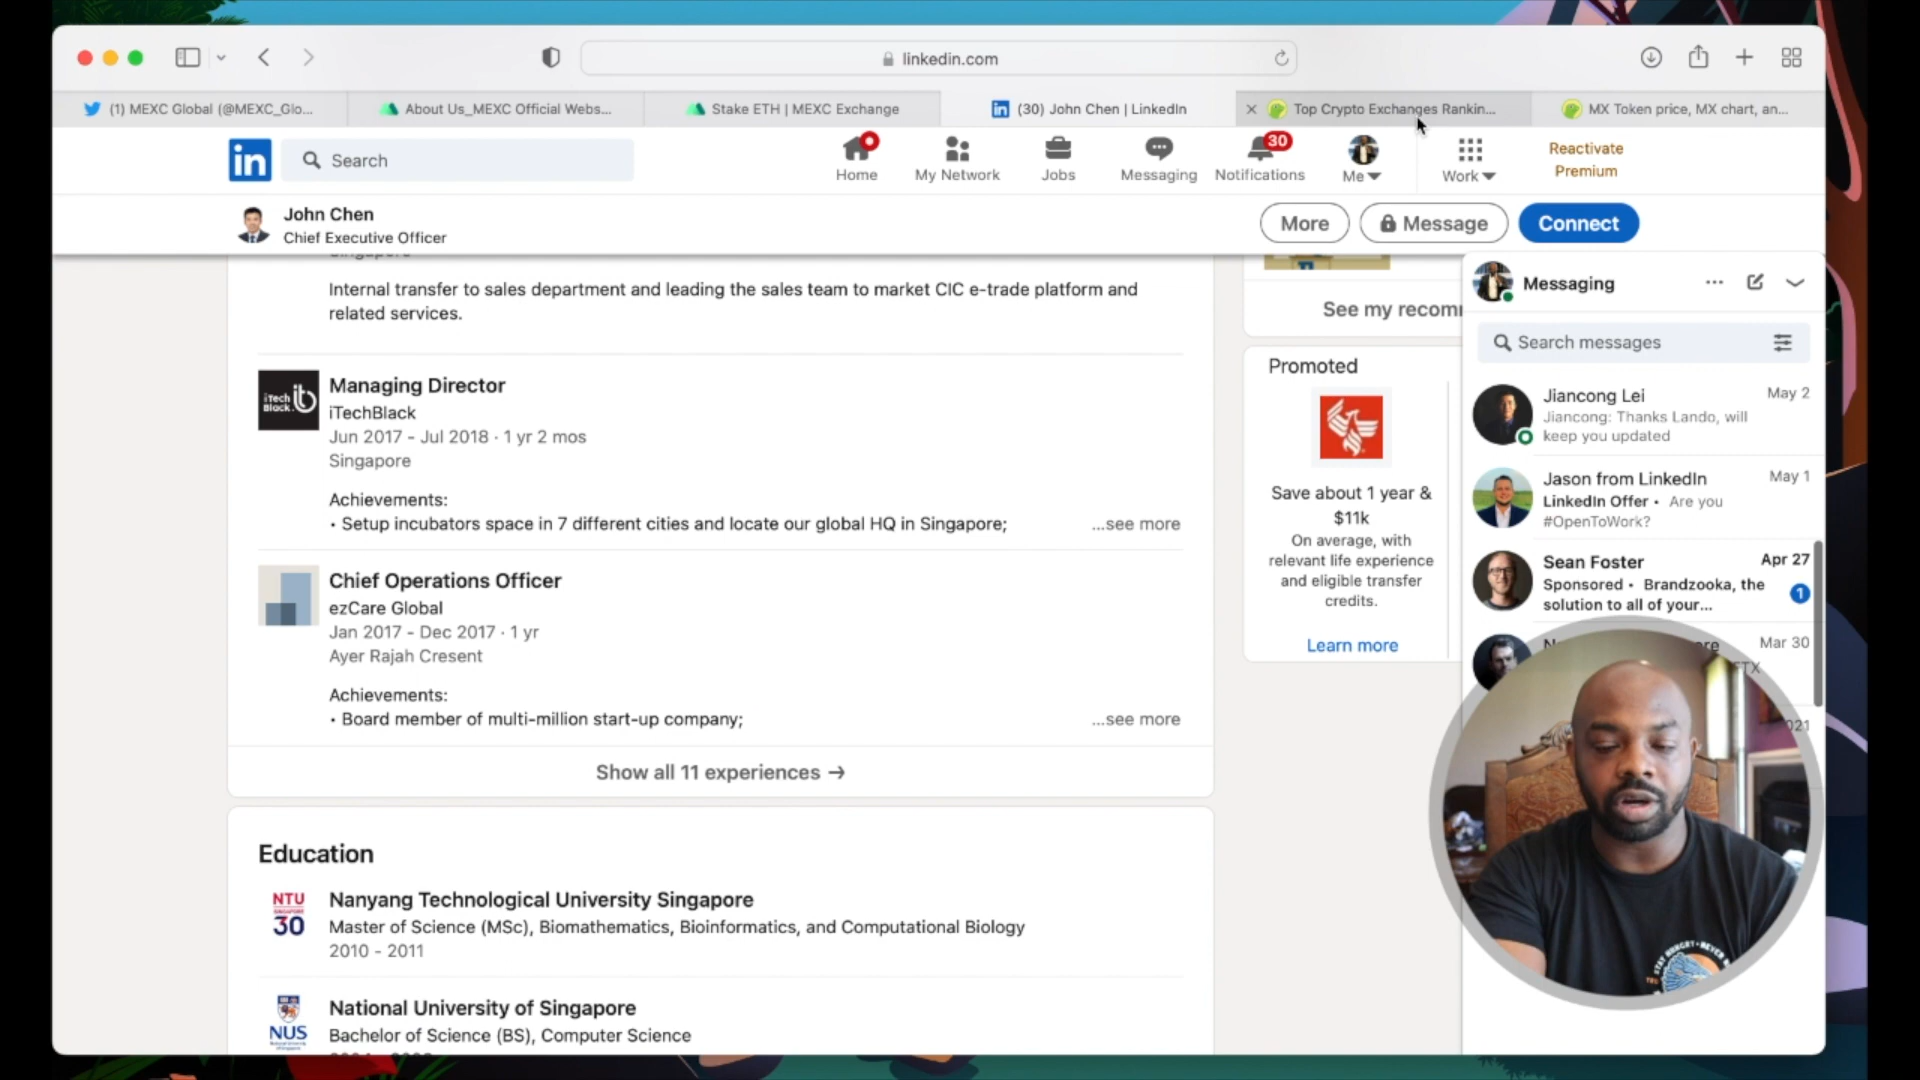 linkedin.com
(1) MEXC Global (@MEXC_Glo...
About Us_MEXC Official Webs...
Stake ETH | MEXC Exchange
(30) John Chen | LinkedIn
Top Crypto Exchanges Rankin...
MX Token price, MX chart, an...
in
Search
Home
My Network
Jobs
Messaging
30
Notifications
Me
Work
Reactivate
Premium
John Chen
Chief Executive Officer
More
Message
Connect
Singapore
Internal transfer to sales department and leading the sales team to market CIC e-trade platform and
related services.
iTech
Block.
Managing Director
iTechBlack
Jun 2017 - Jul 2018 · 1 yr 2 mos
Singapore
Achievements:
• Setup incubators space in 7 different cities and locate our global HQ in Singapore;
...see more
Chief Operations Officer
ezCare Global
Jan 2017 - Dec 2017 · 1 yr
Ayer Rajah Cresent
Achievements:
• Board member of multi-million start-up company;
...see more
Show all 11 experiences →
Education
NTU
SINGAPORE
30
Nanyang Technological University Singapore
Master of Science (MSc), Biomathematics, Bioinformatics, and Computational Biology
2010 - 2011
NUS
National University of Singapore
Bachelor of Science (BS), Computer Science
See my recomm
Promoted
Save about 1 year &
$11k
On average, with
relevant life experience
and eligible transfer
credits.
Learn more
Messaging
Search messages
Jiancong Lei
May 2
Jiancong: Thanks Lando, will
keep you updated
Jason from LinkedIn
May 1
LinkedIn Offer • Are you
#OpenToWork?
Sean Foster
Apr 27
Sponsored • Brandzooka, the
solution to all of your...
1
re
Mar 30
FTX
021
STAY HUNGRY